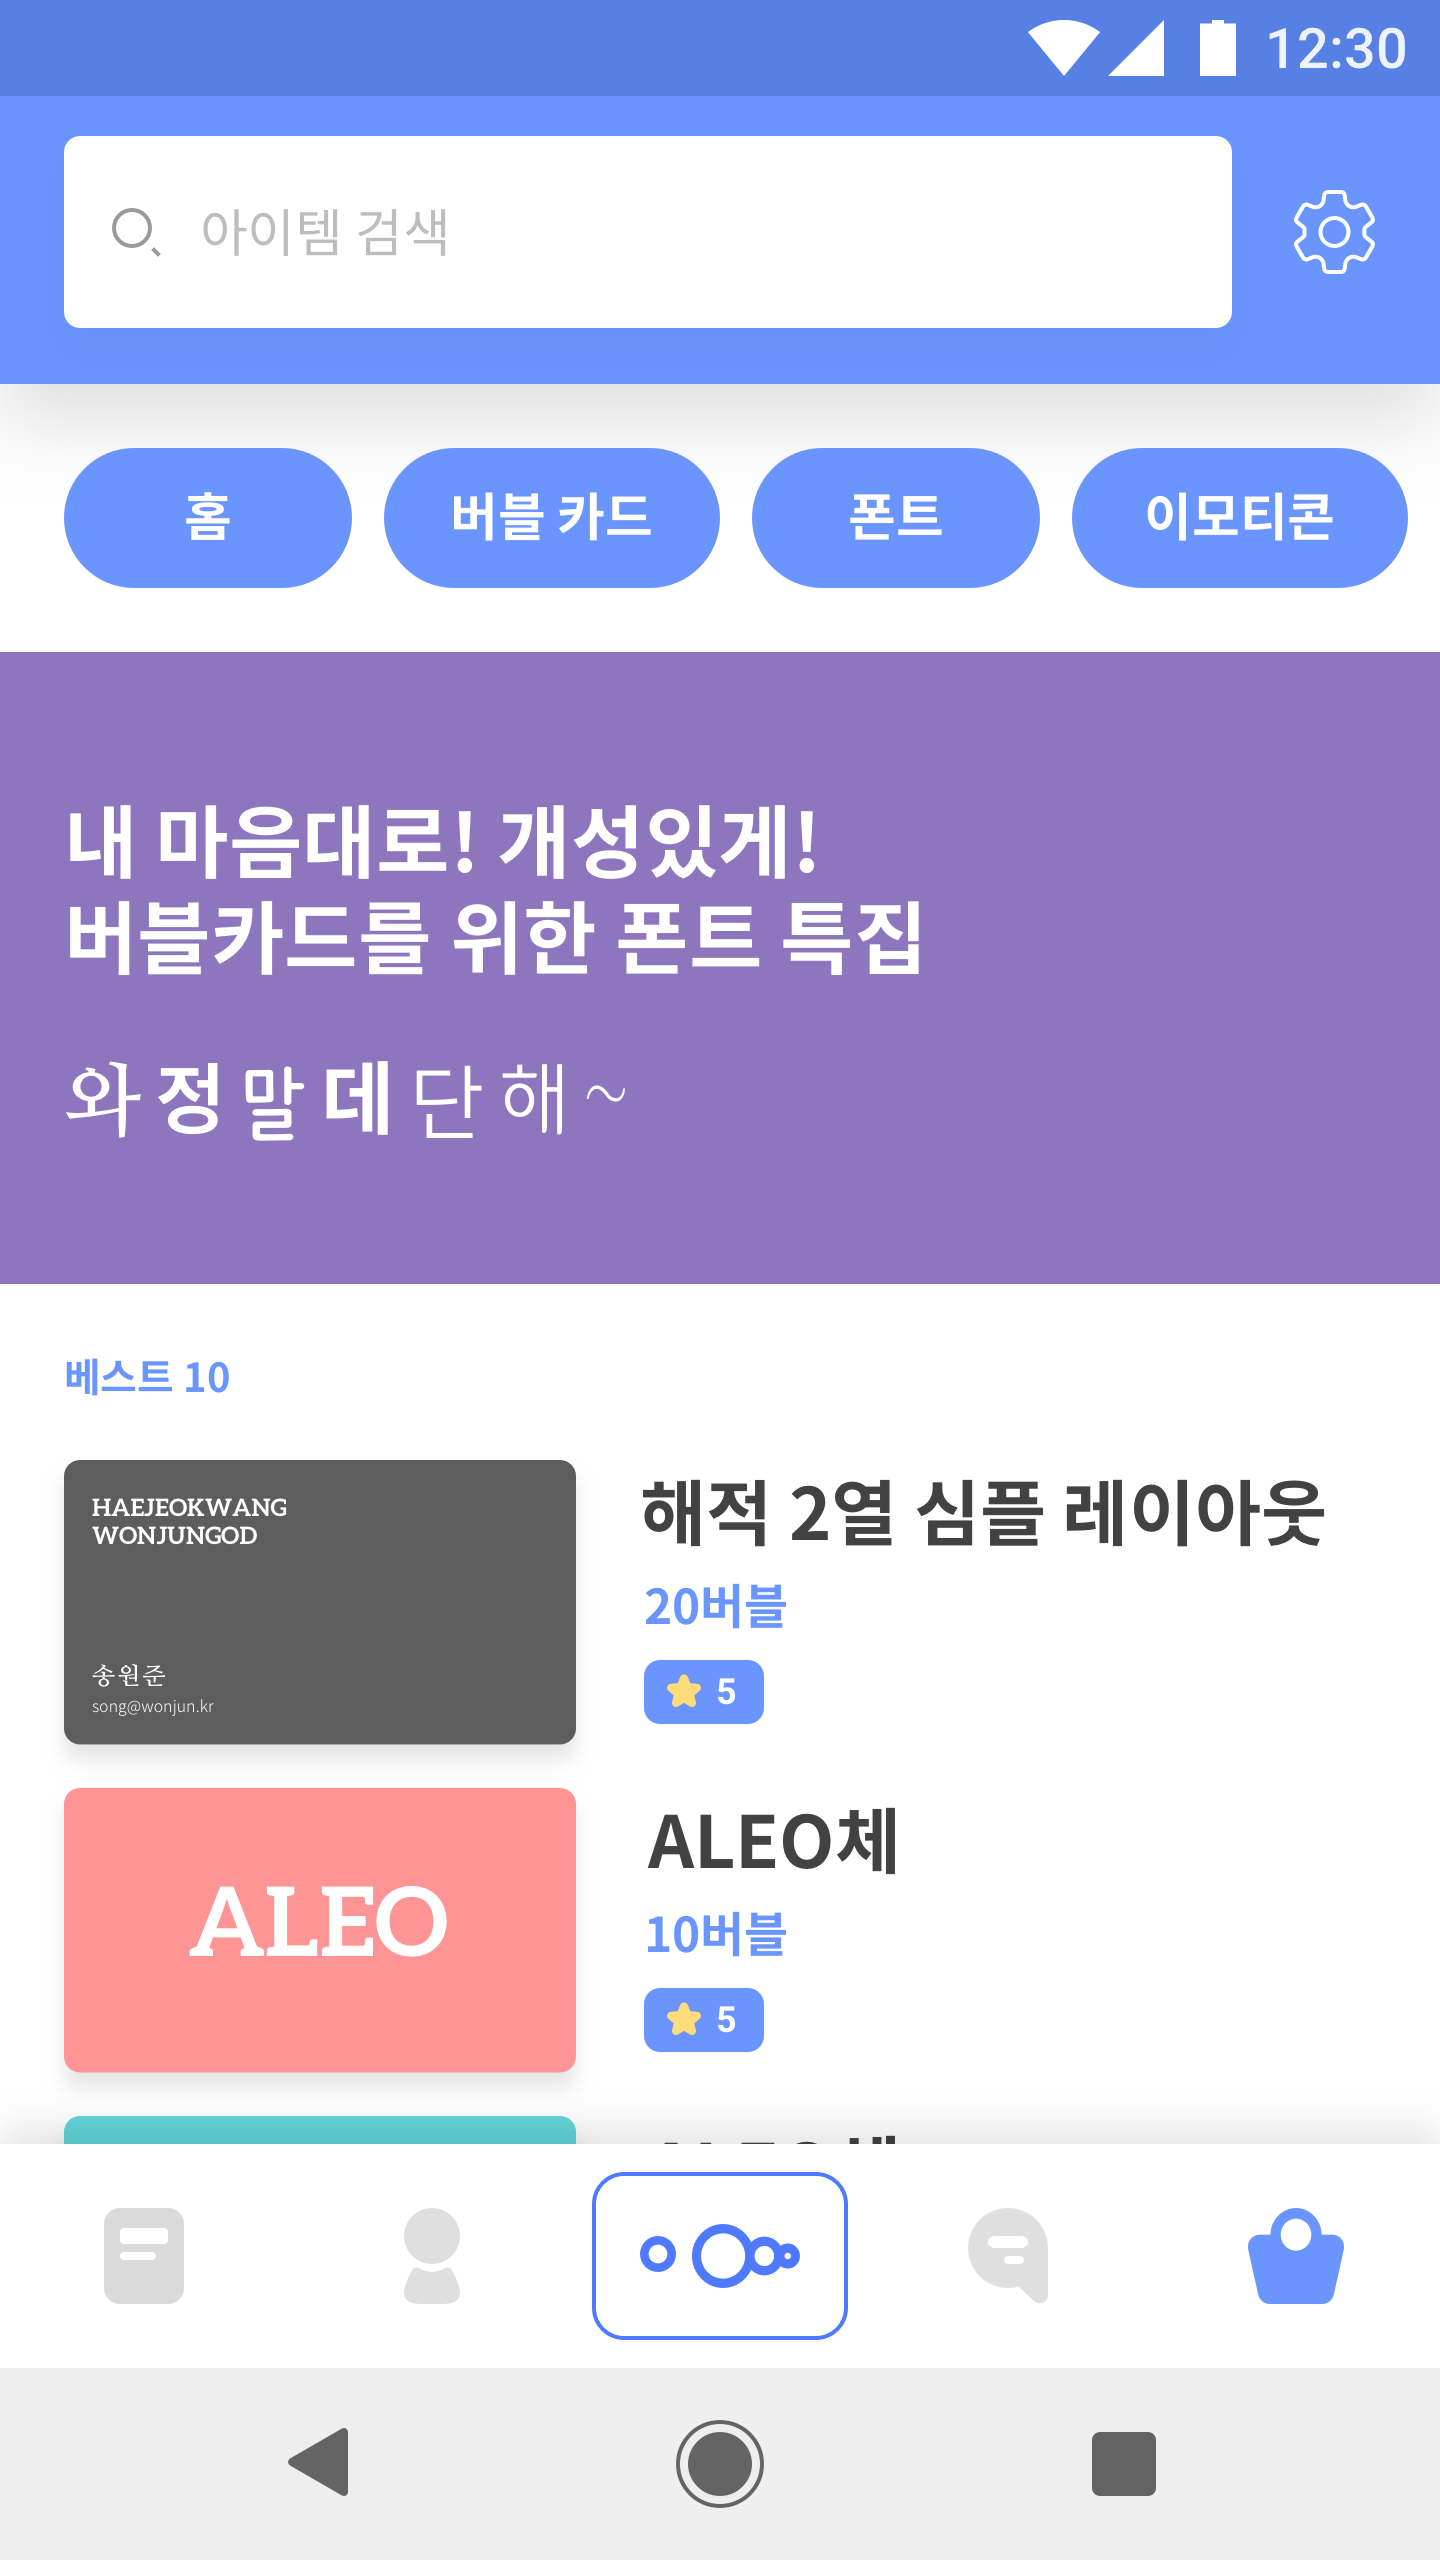 12:30
아이템 검색
홈
버블 카드
폰트
이모티콘
내 마음대로! 개성있게!
버블카드를 위한 폰트 특집
와 정 말 데 단 해 ~
베스트 10
HAEJEOKWANG
WONJUNGOD
송원준
song@wonjun.kr
해적 2열 심플 레이아웃
20버블
5
ALEO
ALEO체
10버블
5